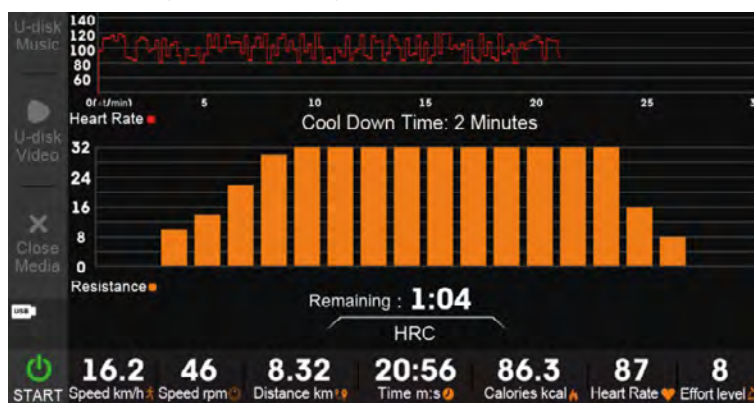 U-disk
Music
U-disk
Video
Close
Media
USB
START
140
120
100
80
60
5
10
15
20
25
Heart Rate
Cool Down Time: 2 Minutes
32
24
16
8
0
Resistance
Remaining : 1:04
HRC
16.2 46 8.32 20:56 86.3 87 8
Speed km/h Speed rpm Distance km Time m:s Calories kcal Heart Rate Effort level